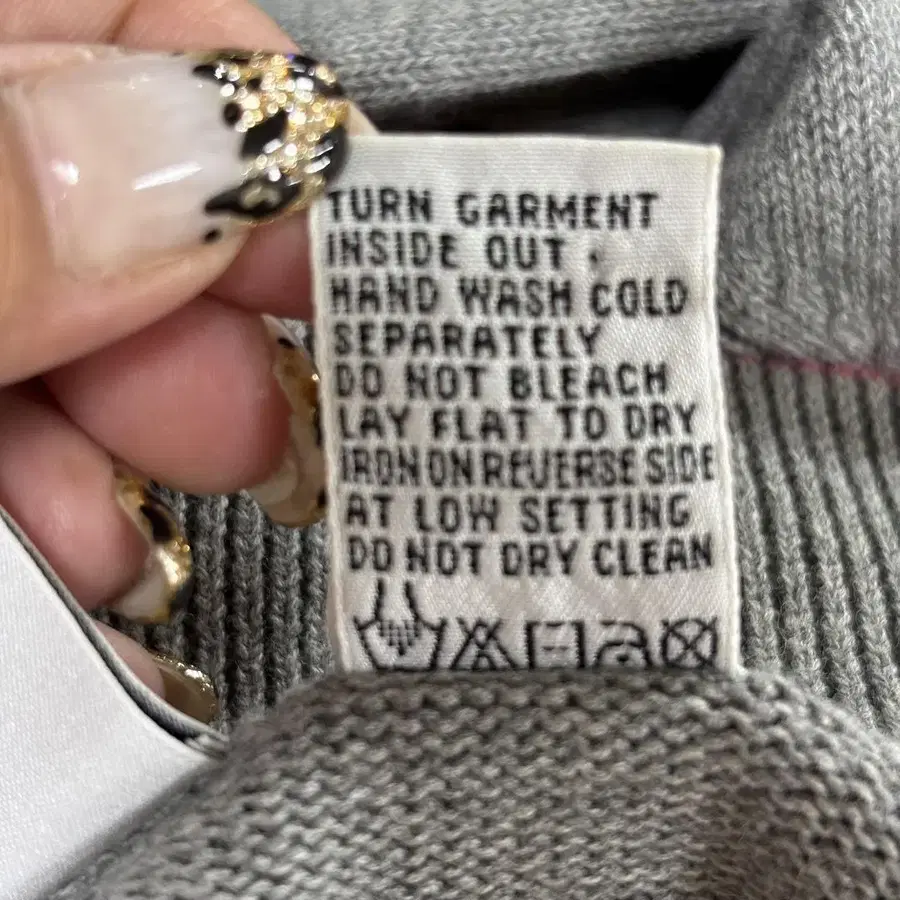 TURN GARMENT
INSIDE OUT.
HAND WASH COLD
SEPARATELY
DO NOT BLEACH
LAY FLAT TO DRY
IRON ON REVERSE SIDE
AT LOW SETTING
DO NOT DRY CLEAN